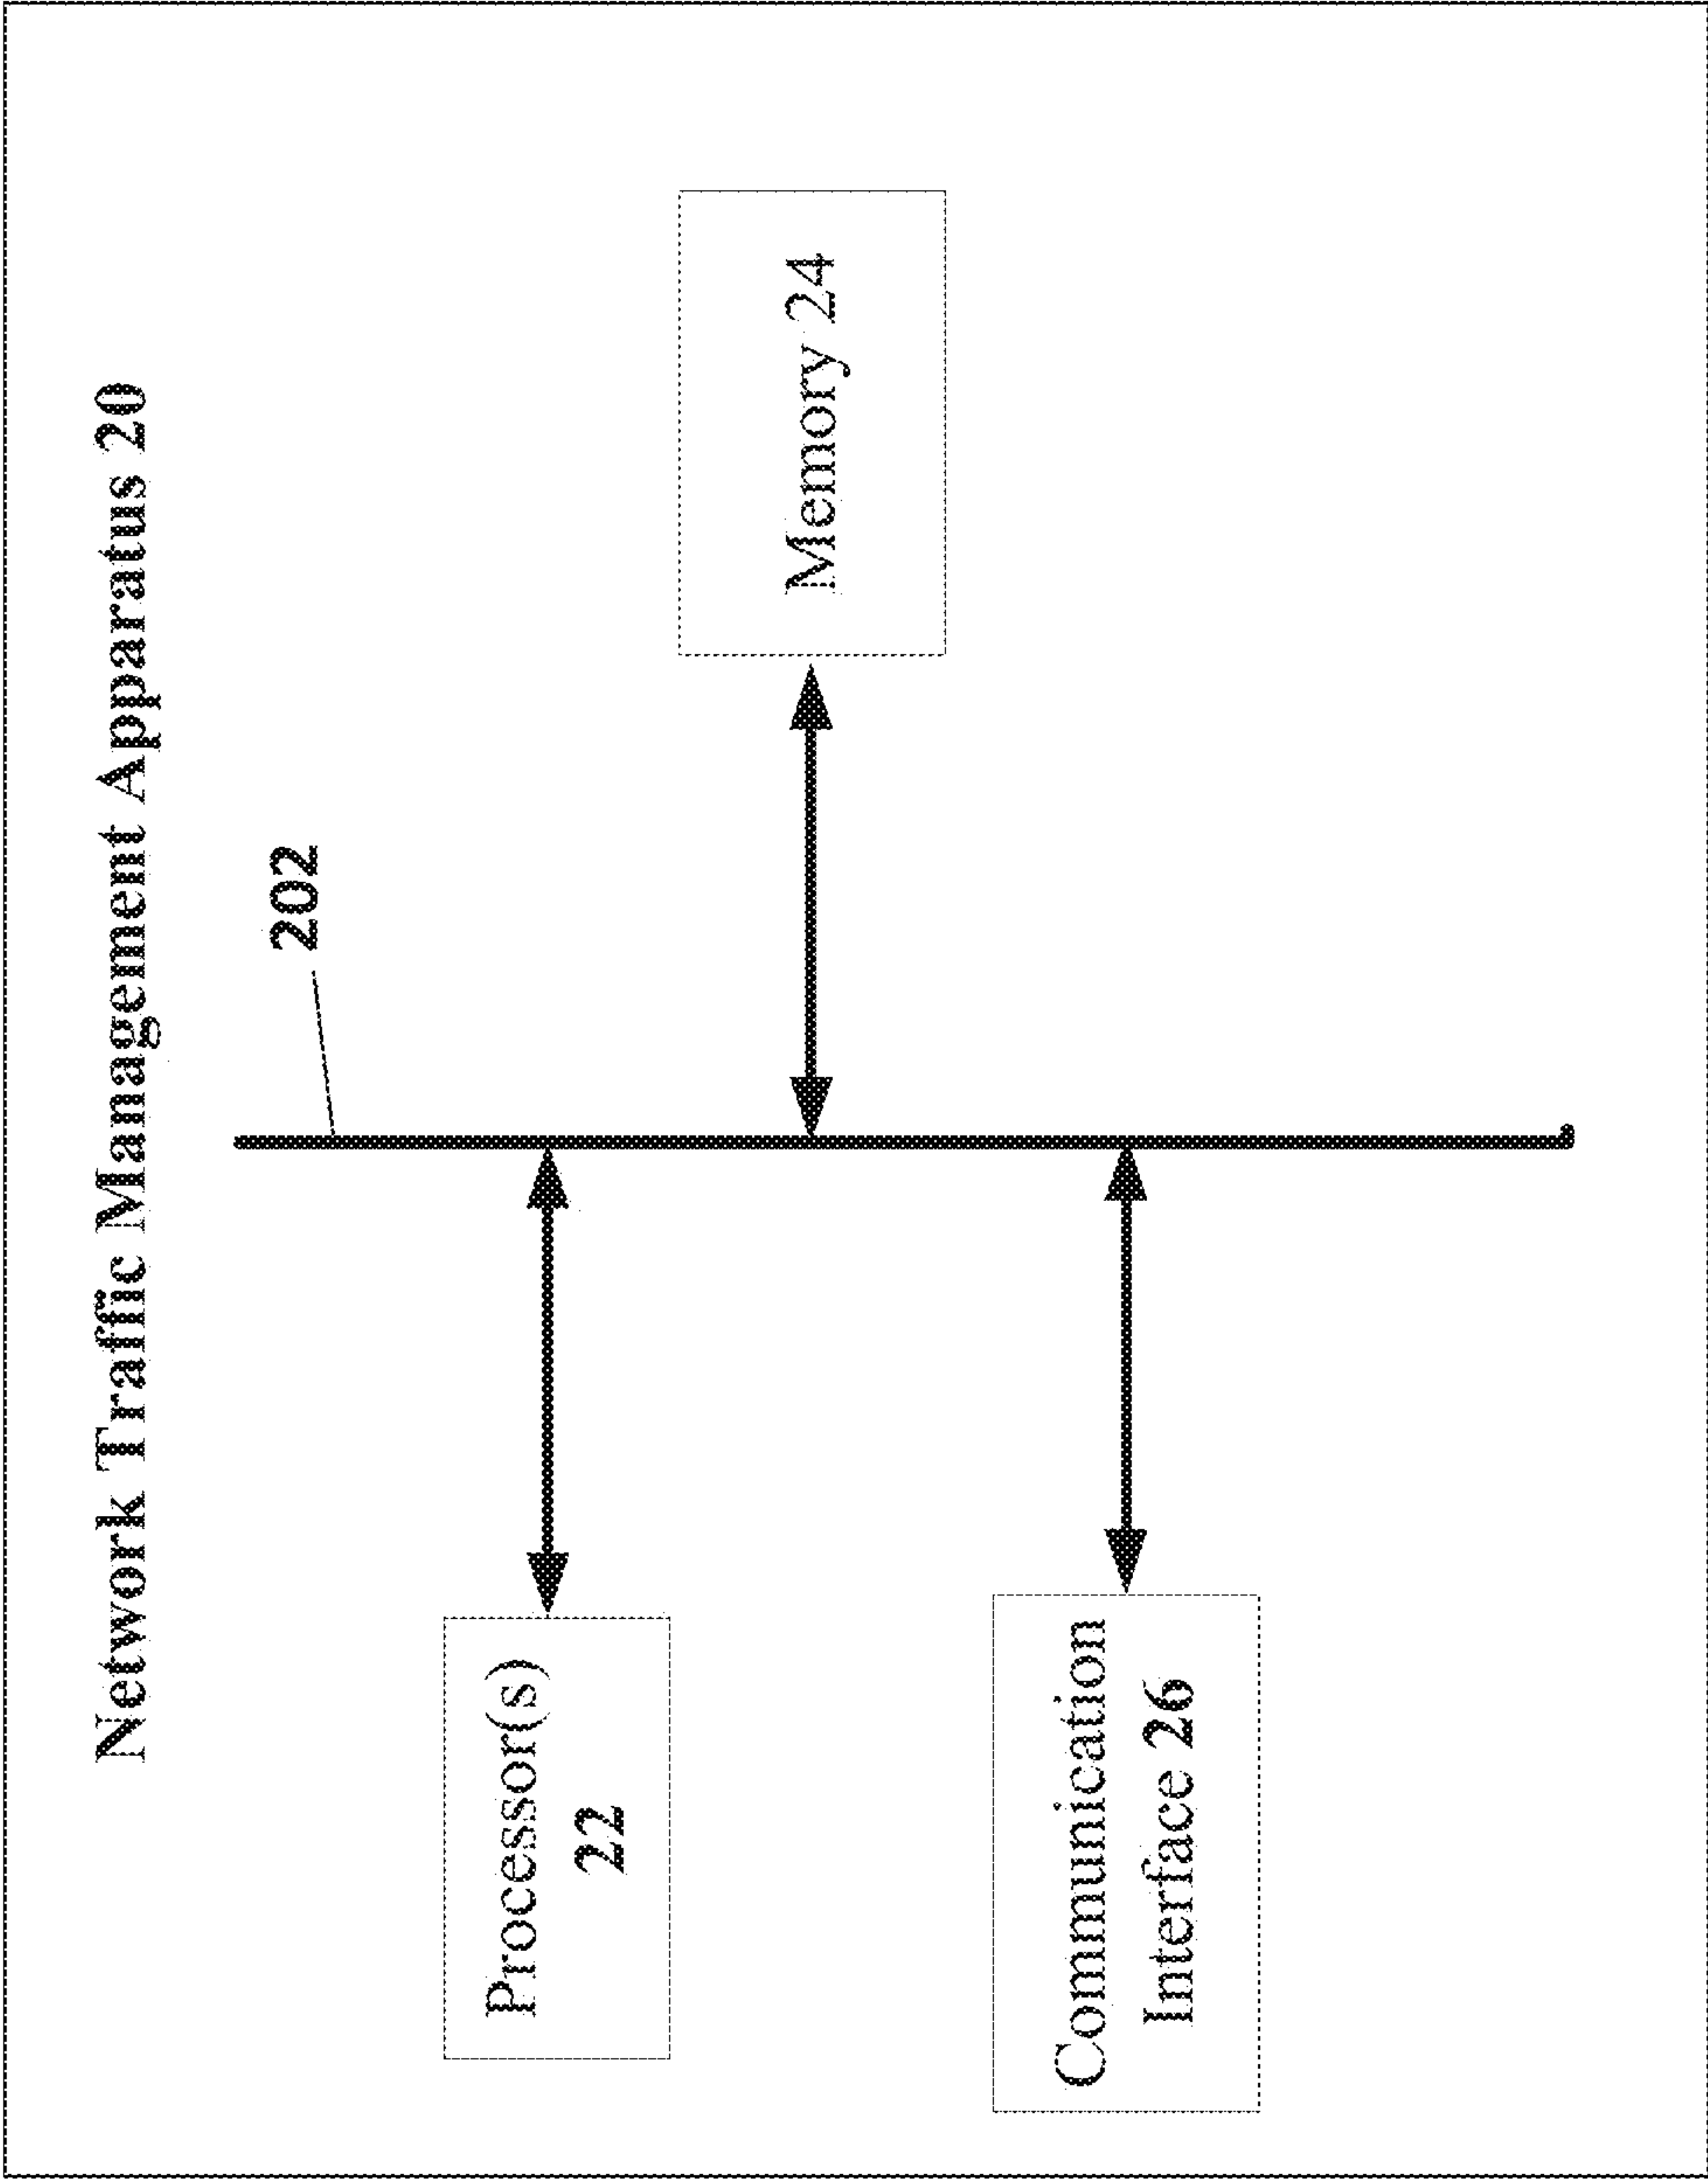 Network Traffic Management Apparatus 20
202
Processor(s)
22
Memory 24
Communication
Interface 26